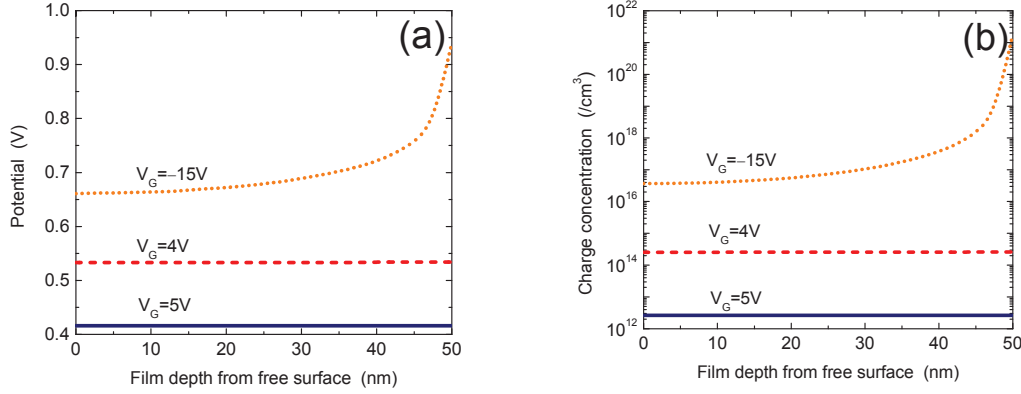 (a)
1.0
0.9
0.8
0.7
0.6
0.5
0.4
Potential (V)
V_G=−15V
V_G=4V
V_G=5V
0 10 20 30 40 50
Film depth from free surface (nm)
(b)
10^22
10^20
10^18
10^16
10^14
10^12
Charge concentration (/cm^3)
V_G=−15V
V_G=4V
V_G=5V
0 10 20 30 40 50
Film depth from free surface (nm)